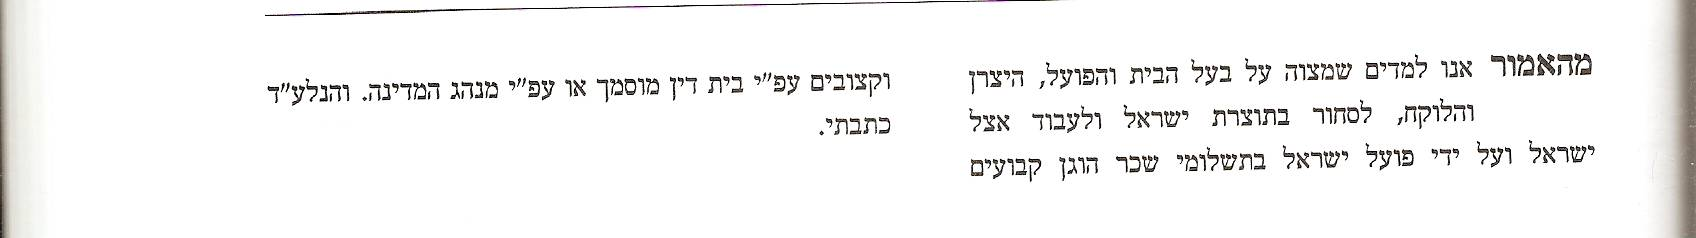 מהאמור אנו למדים שמצוה על בעל הבית והפועל, היצרן
והלוקח, לסחור בתוצרת ישראל ולעבוד אצל
ישראל ועל ידי פועל ישראל בתשלומי שכר הוגן קבועים
וקצובים עפ״י בית דין מוסמך או עפ״י מנהג המדינה. והנלע״ד
כתבתי.